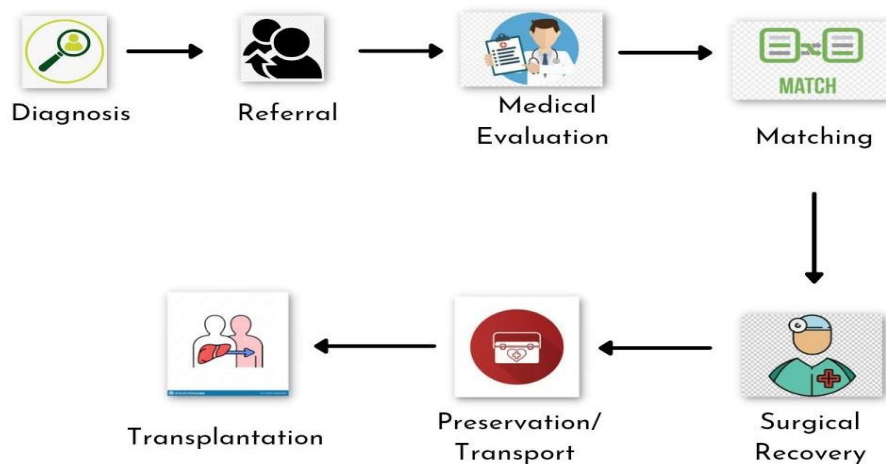 Diagnosis
Referral
Medical
Evaluation
MATCH
Matching
Transplantation
Preservation/
Transport
Surgical
Recovery